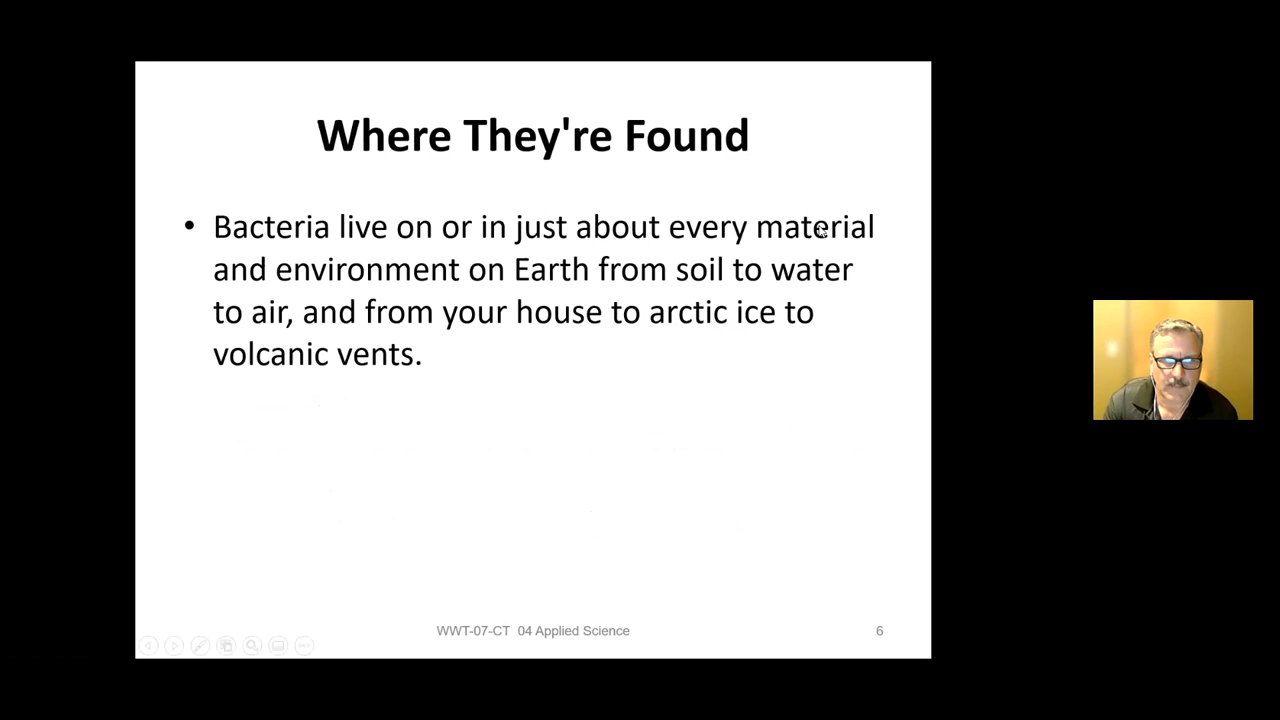 Where They're Found
• Bacteria live on or in just about every material
and environment on Earth from soil to water
to air, and from your house to arctic ice to
volcanic vents.
WWT-07-CT 04 Applied Science
6